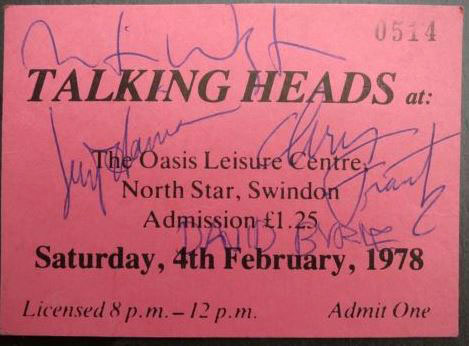 0514
TALKING HEADS at:
The Oasis Leisure Centre,
North Star, Swindon
Admission £1.25
DAVID BYRNE
Saturday, 4th February, 1978
Licensed 8 p.m. – 12 p.m. Admit One